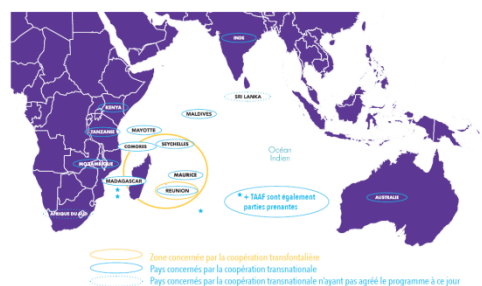 INDE
SRI LANKA
MALDIVES
KENYA
TANZANIE
MAYOTTE
COMORES
SEYCHELLES
MOZAMBIQUE
MADAGASCAR
MAURICE
REUNION
AFRIQUE DU SUD
AUSTRALIE
Océan
Indien
* + TAAF sont également
parties prenantes
*
*
*
Zone concernée par la coopération transfontalière
Pays concernés par la coopération transnationale
Pays concernés par la coopération transnationale n'ayant pas agréé le programme à ce jour